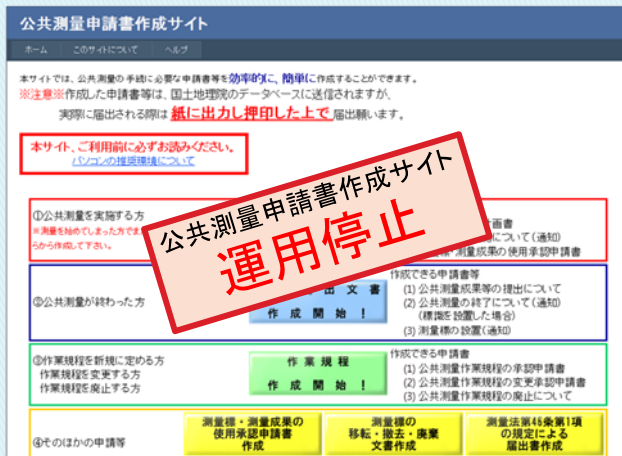 公共測量申請書作成サイト
ホーム このサイトについて ヘルプ
本サイトでは、公共測量の手続に必要な申請書等を効率的に、簡単に作成することができます。
※注意※作成した申請書等は、国土地理院のデータベースに送信されますが、
実際に届出される際は 紙に出力し押印した上で 届出願います。
本サイト、ご利用前に必ずお読みください。
パソコンの推奨環境について
公共測量申請書作成サイト
運用停止
①公共測量を実施する方
※測量を始めてしまった方でま
らから作成して下さい。
画書
について(通知)
測量成果の使用承認申請書
②公共測量が終わった方
出 文 書
作 成 開 始 !
作成できる申請書等
(1) 公共測量成果等の提出について
(2) 公共測量の終了について(通知)
(標識を設置した場合)
(3) 測量標の設置(通知)
③作業規程を新規に定める方
作業規程を変更する方
作業規程を廃止する方
作 業 規 程
作 成 開 始 !
作成できる申請書
(1) 公共測量作業規程の承認申請書
(2) 公共測量作業規程の変更承認申請書
(3) 公共測量作業規程の廃止について
④そのほかの申請等
測量標・測量成果の
使用承認申請書
作成
測量標の
移転・撤去・廃棄
文書作成
測量法第46条第1項
の規定による
届出書作成